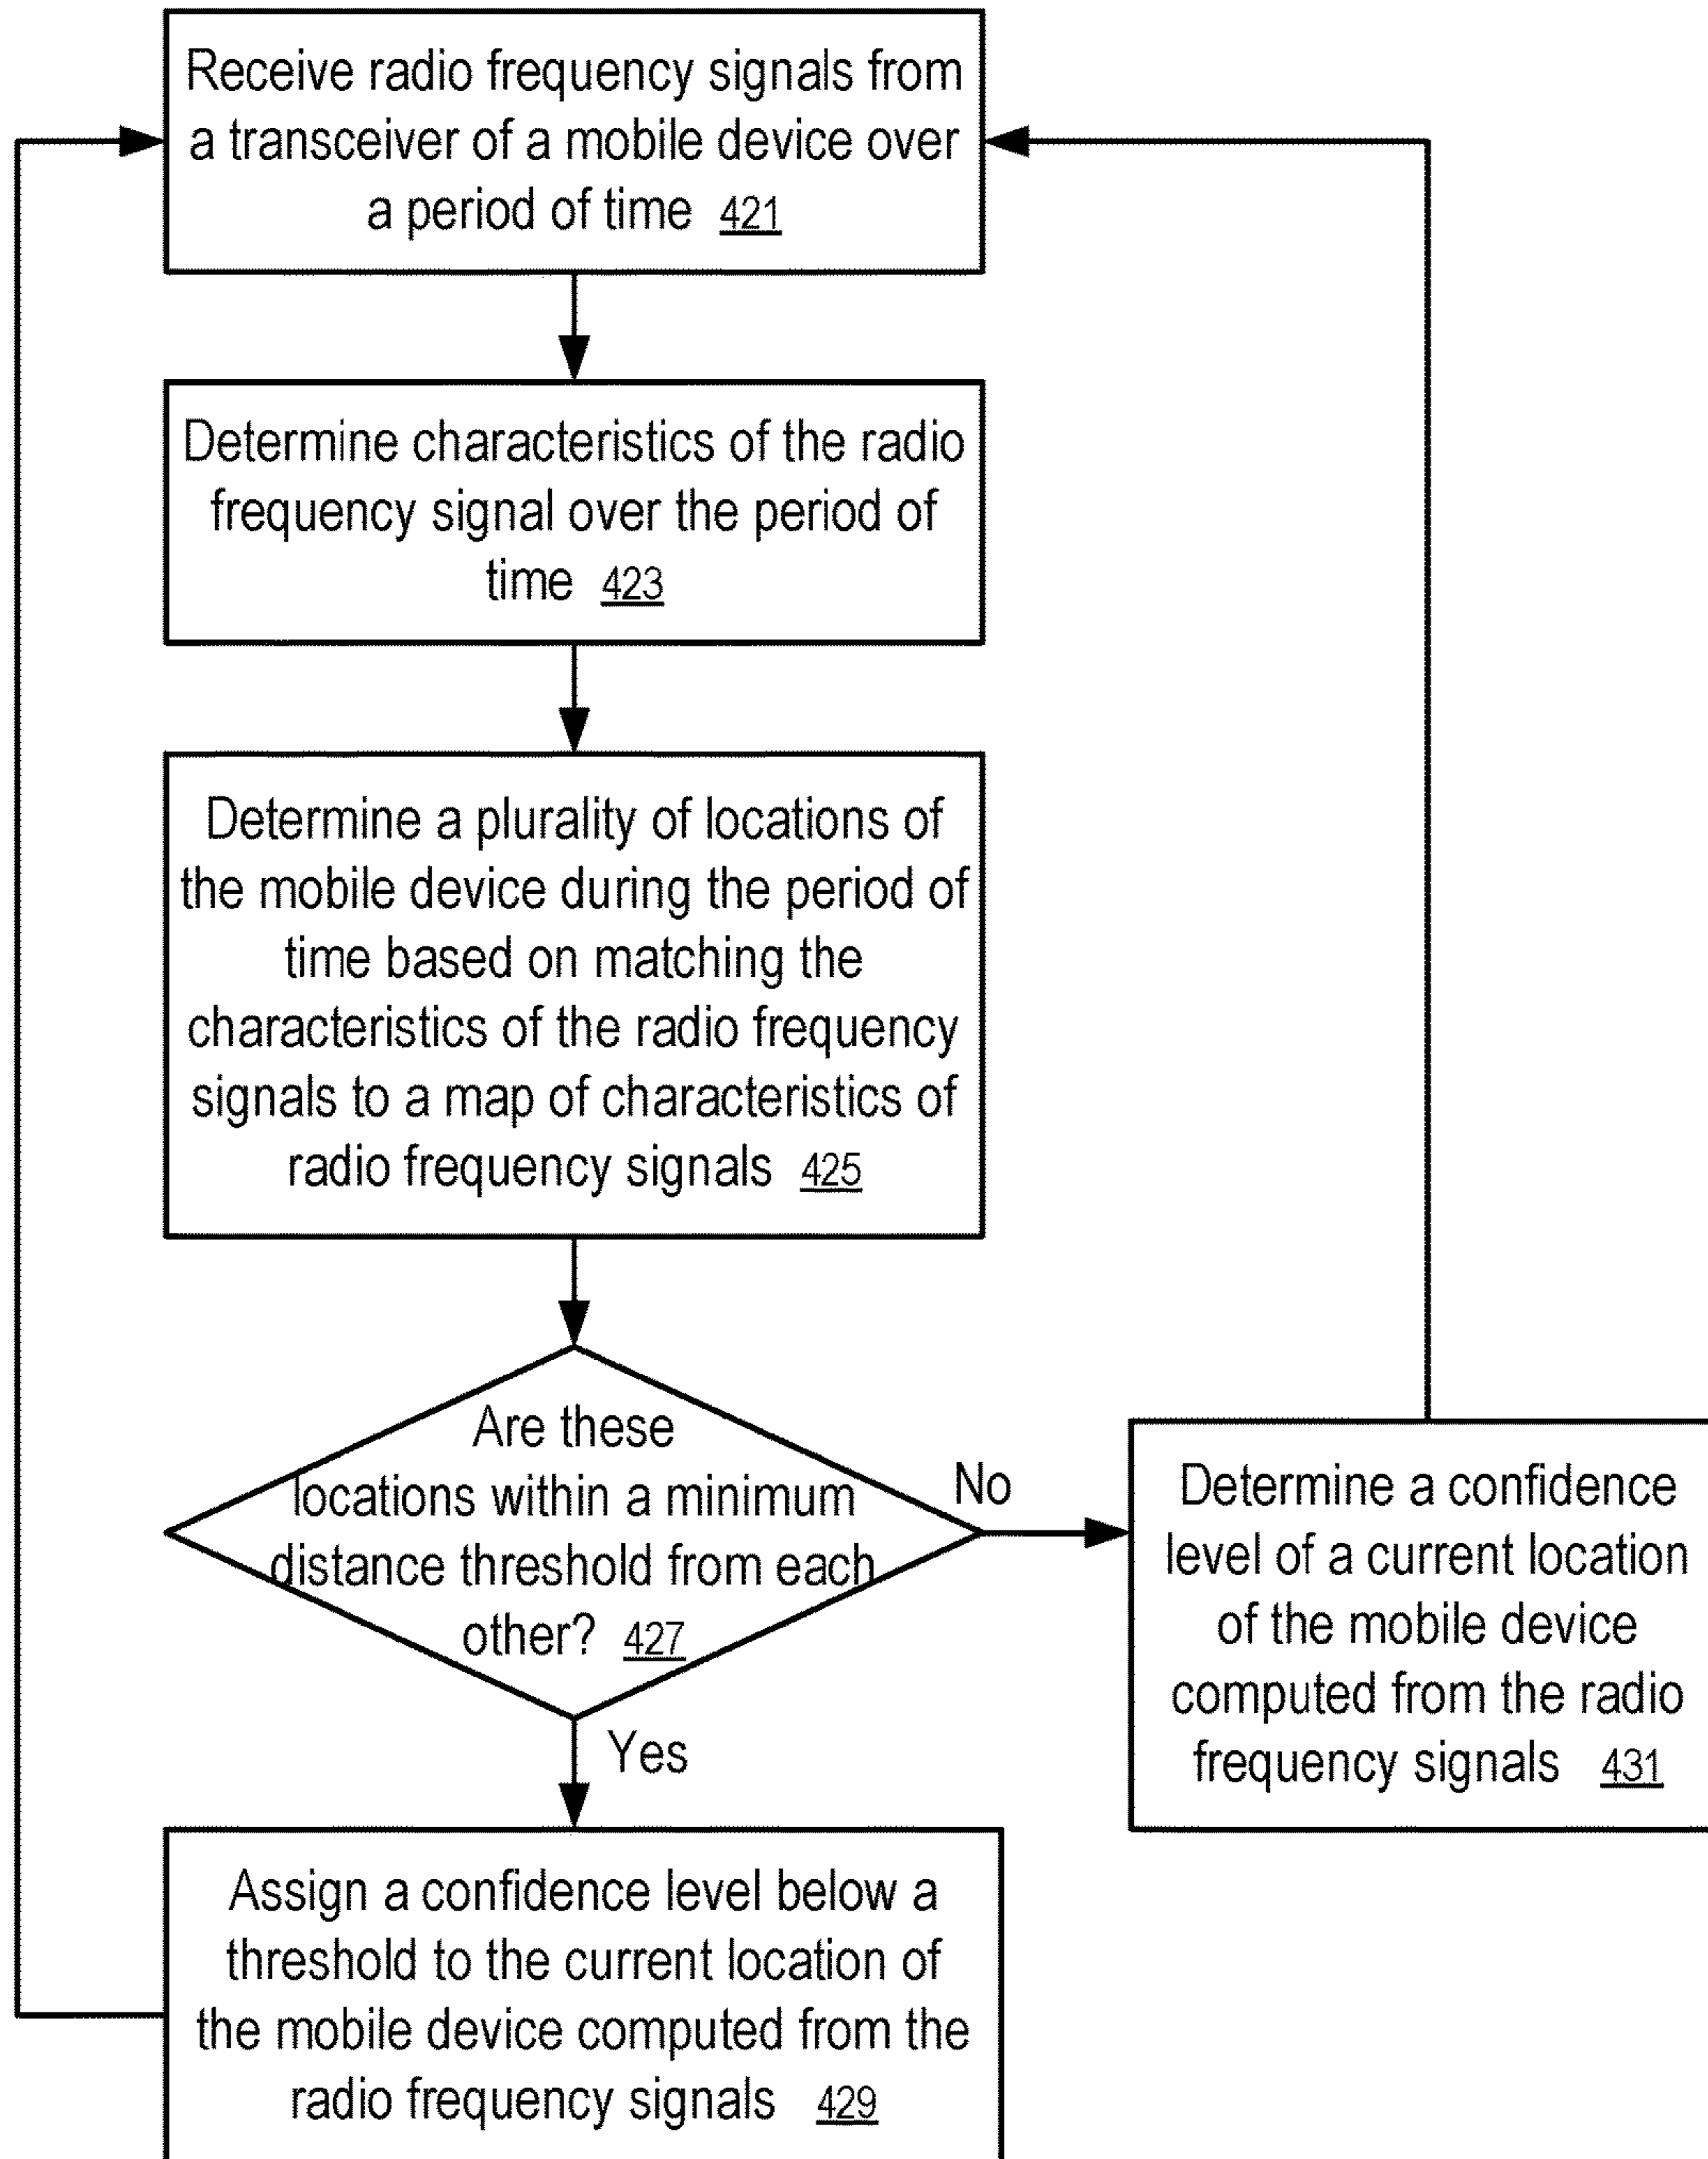 Receive radio frequency signals from
a transceiver of a mobile device over
a period of time 421
Determine characteristics of the radio
frequency signal over the period of
time 423
Determine a plurality of locations of
the mobile device during the period of
time based on matching the
characteristics of the radio frequency
signals to a map of characteristics of
radio frequency signals 425
Are these
locations within a minimum
distance threshold from each
other? 427
No
Determine a confidence
level of a current location
of the mobile device
computed from the radio
frequency signals 431
Yes
Assign a confidence level below a
threshold to the current location of
the mobile device computed from the
radio frequency signals 429